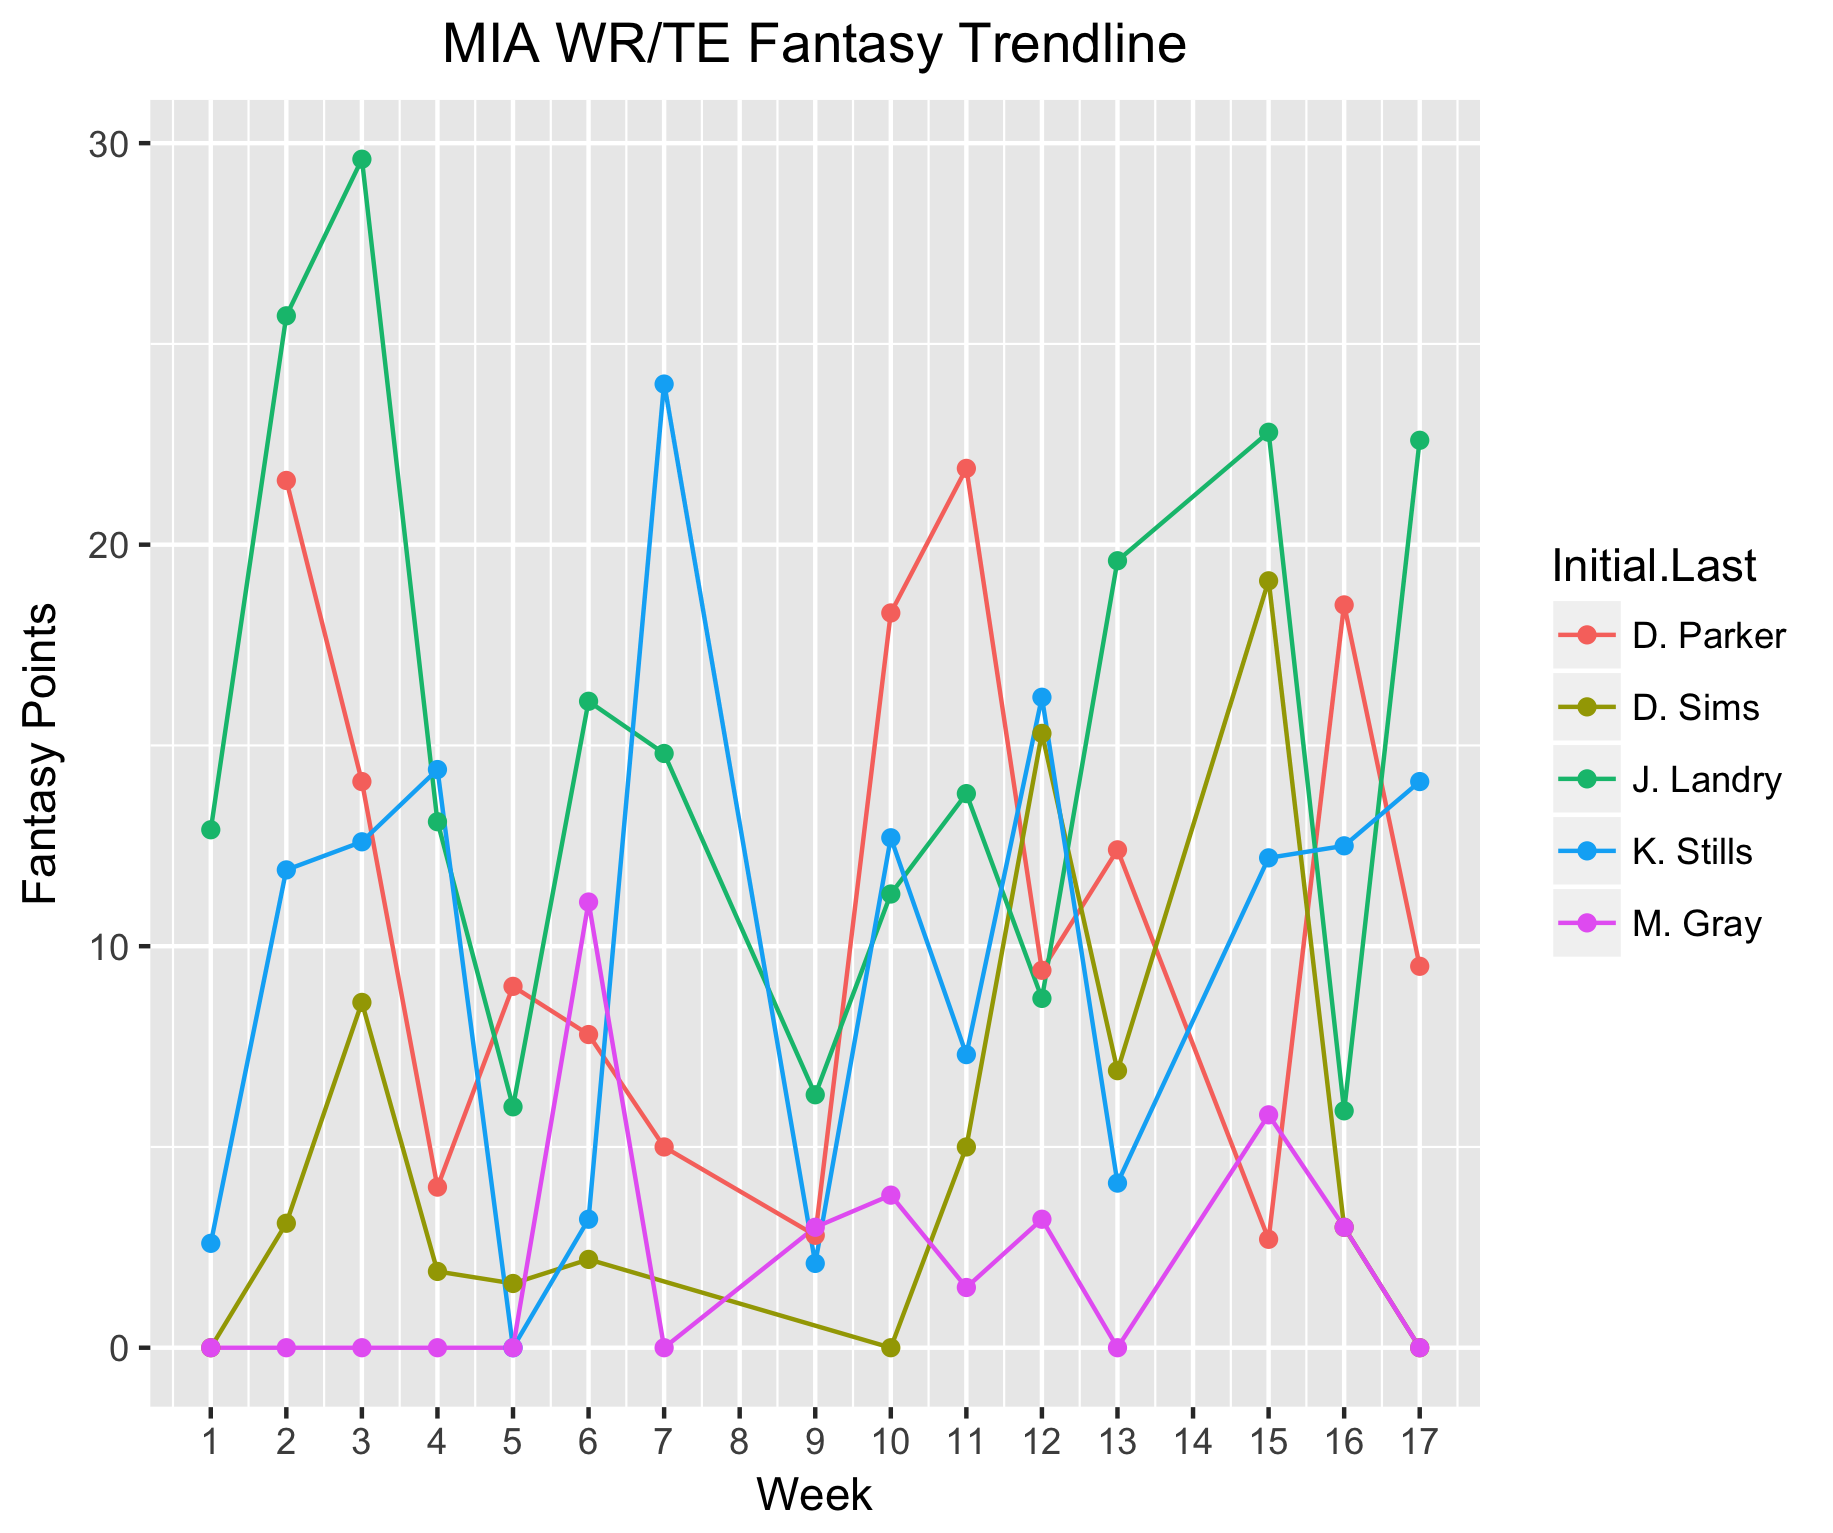 MIA WR/TE Fantasy Trendline
30
20
10
0
Fantasy Points
1 2 3 4 5 6 7 8 9 10 11 12 13 14 15 16 17
Week
Initial.Last
D. Parker
D. Sims
J. Landry
K. Stills
M. Gray